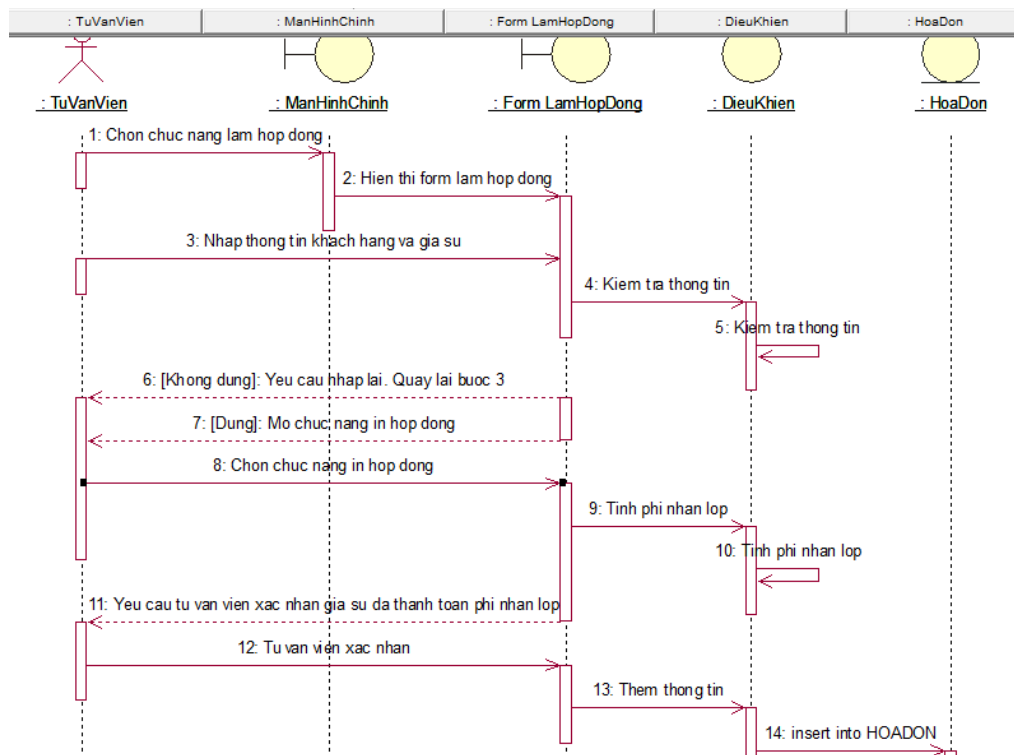 : TuVanVien
: ManHinhChinh
: Form LamHopDong
: DieuKhien
: HoaDon
: TuVanVien
: ManHinhChinh
: Form LamHopDong
: DieuKhien
: HoaDon
1: Chon chuc nang lam hop dong
2: Hien thi form lam hop dong
3: Nhap thong tin khach hang va gia su
4: Kiem tra thong tin
5: Kiem tra thong tin
6: [Khong dung]: Yeu cau nhap lai. Quay lai buoc 3
7: [Dung]: Mo chuc nang in hop dong
8: Chon chuc nang in hop dong
9: Tinh phi nhan lop
10: Tinh phi nhan lop
11: Yeu cau tu van vien xac nhan gia su da thanh toan phi nhan lop
12: Tu van vien xac nhan
13: Them thong tin
14: insert into HOADON